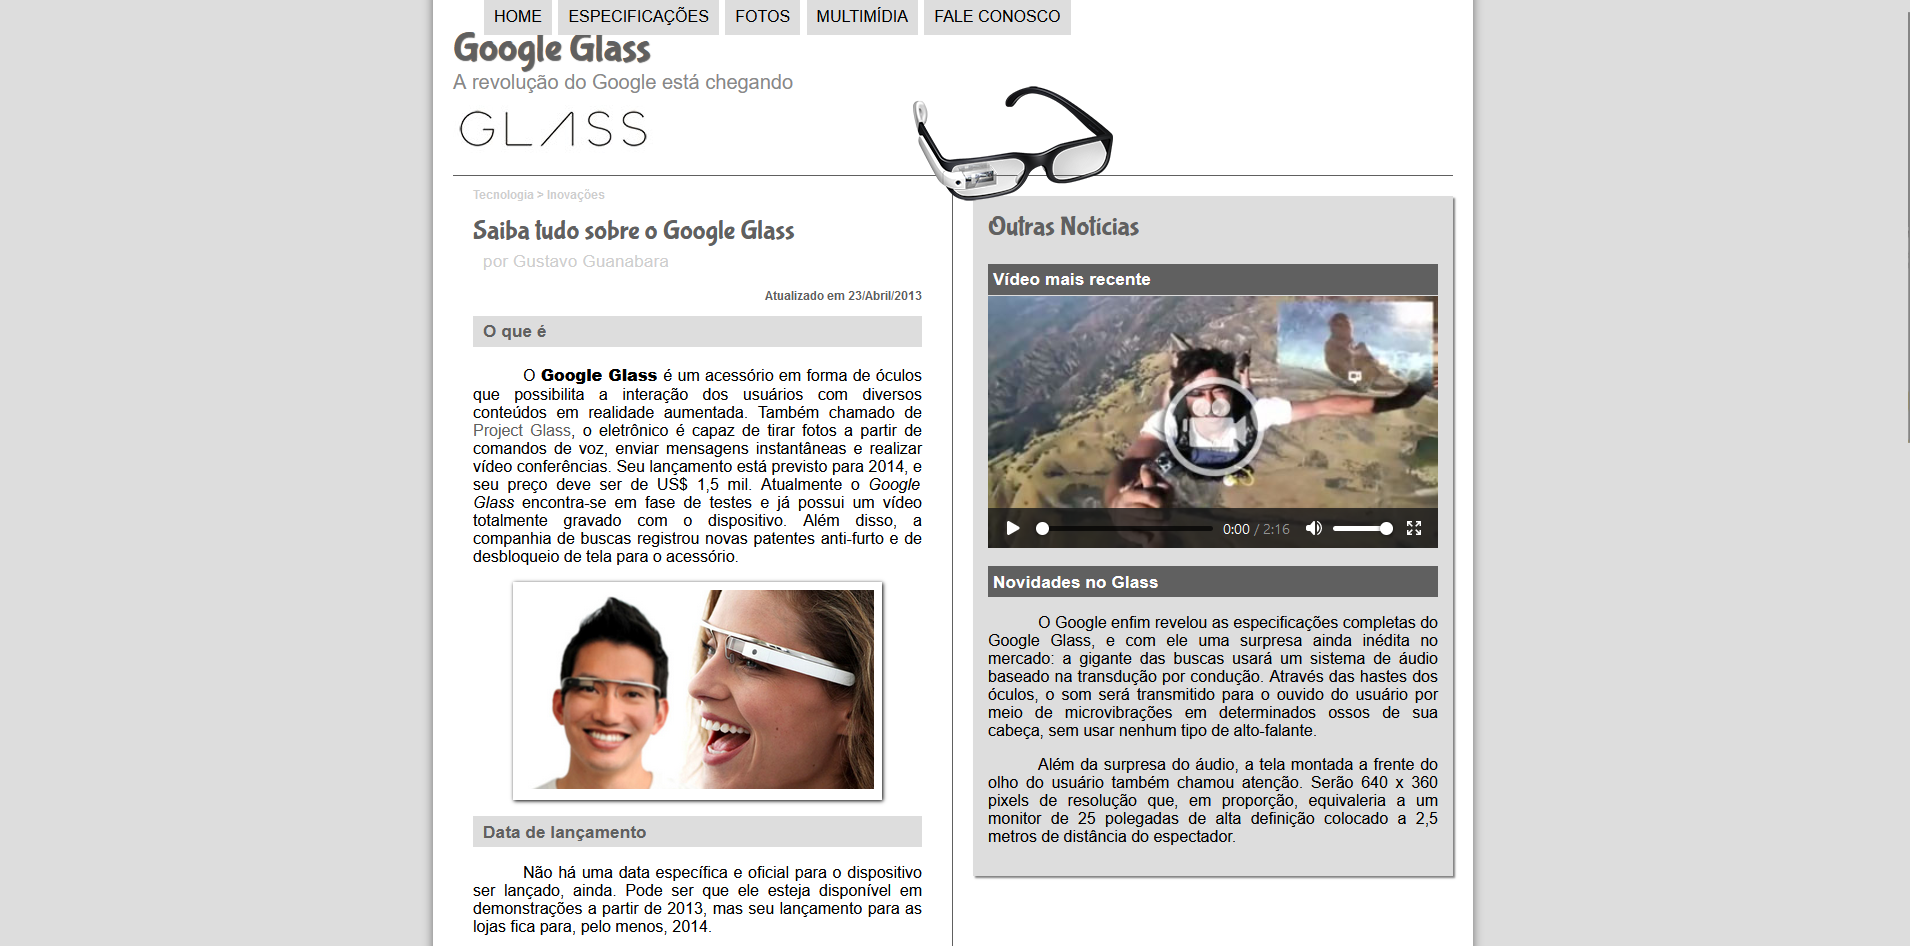 HOME ESPECIFICAÇÕES FOTOS MULTIMÍDIA FALE CONOSCO
Google Glass
A revolução do Google está chegando
GLASS
Tecnologia > Inovações
Saiba tudo sobre o Google Glass
por Gustavo Guanabara
Atualizado em 23/Abril/2013
O que é
O Google Glass é um acessório em forma de óculos
que possibilita a interação dos usuários com diversos
conteúdos em realidade aumentada. Também chamado de
Project Glass, o eletrônico é capaz de tirar fotos a partir de
comandos de voz, enviar mensagens instantâneas e realizar
vídeo conferências. Seu lançamento está previsto para 2014, e
seu preço deve ser de US$ 1,5 mil. Atualmente o Google
Glass encontra-se em fase de testes e já possui um vídeo
totalmente gravado com o dispositivo. Além disso, a
companhia de buscas registrou novas patentes anti-furto e de
desbloqueio de tela para o acessório.
Data de lançamento
Não há uma data específica e oficial para o dispositivo
ser lançado, ainda. Pode ser que ele esteja disponível em
demonstrações a partir de 2013, mas seu lançamento para as
lojas fica para, pelo menos, 2014.
Outras Notícias
Vídeo mais recente
0:00 / 2:16
Novidades no Glass
O Google enfim revelou as especificações completas do
Google Glass, e com ele uma surpresa ainda inédita no
mercado: a gigante das buscas usará um sistema de áudio
baseado na transdução por condução. Através das hastes dos
óculos, o som será transmitido para o ouvido do usuário por
meio de microvibrações em determinados ossos de sua
cabeça, sem usar nenhum tipo de alto-falante.
Além da surpresa do áudio, a tela montada a frente do
olho do usuário também chamou atenção. Serão 640 x 360
pixels de resolução que, em proporção, equivaleria a um
monitor de 25 polegadas de alta definição colocado a 2,5
metros de distância do espectador.